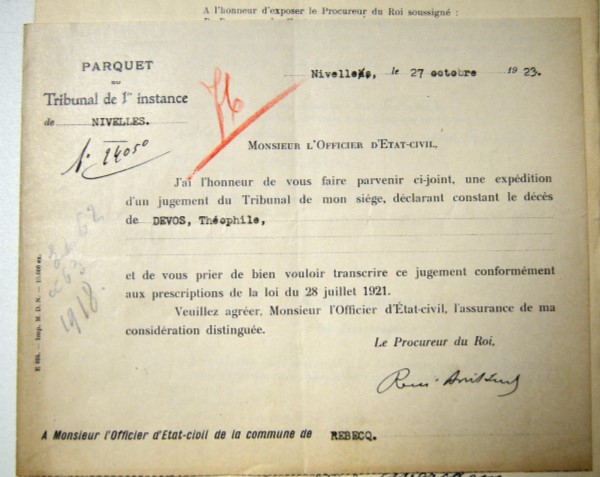 A l'honneur d'exposer le Procureur du Roi soussigné :
PARQUET
DU
Tribunal de 1re instance
de NIVELLES.
N° 24050
76
Nivelles, le 27 octobre 1923.
MONSIEUR L'OFFICIER D'ETAT-CIVIL,
J'ai l'honneur de vous faire parvenir ci-joint, une expédition
d'un jugement du Tribunal de mon siége, déclarant constant le décès
de DEVOS, Théophile,
et de vous prier de bien vouloir transcrire ce jugement conformément
aux prescriptions de la loi du 28 juillet 1921.
Veuillez agréer, Monsieur l'Officier d'État-civil, l'assurance de ma
considération distinguée.
Le Procureur du Roi,
1918.
A Monsieur l'Officier d'Etat-civil de la commune de REBECQ.